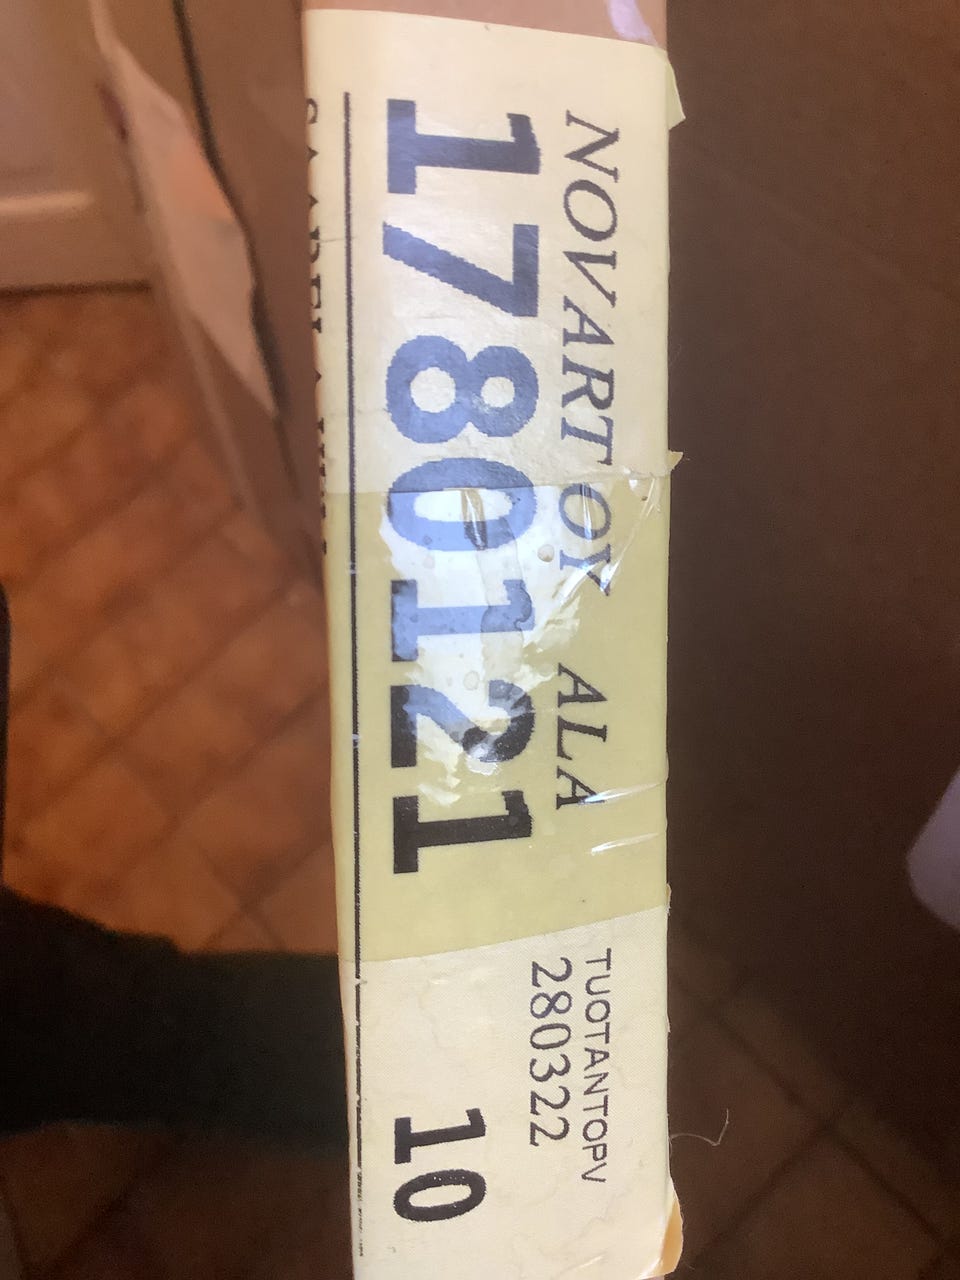 NOVART OY ALA
TUOTANTOPV
280322
1780121
10